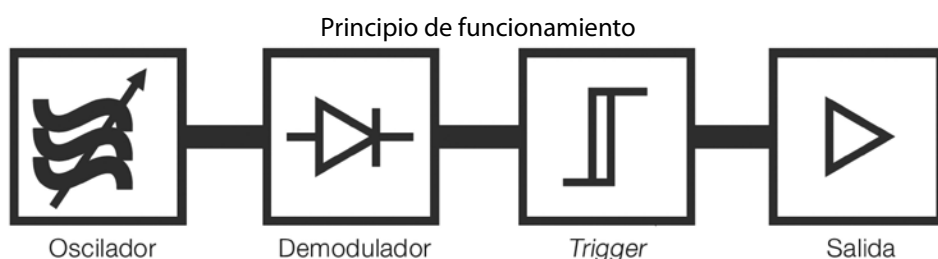 Principio de funcionamiento
Oscilador Demodulador Trigger Salida